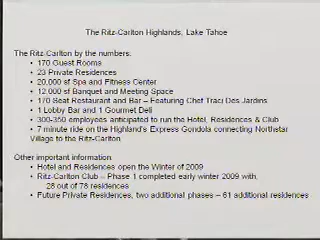 The Ritz-Carlton Highlands, Lake Tahoe
The Ritz-Carlton by the numbers:
• 170 Guest Rooms
• 23 Private Residences
• 20,000 sf Spa and Fitness Center
• 12,000 sf Banquet and Meeting Space
• 170 Seat Restaurant and Bar – Featuring Chef Traci Des Jardins
• 1 Lobby Bar and 1 Gourmet Deli
• 300-350 employees anticipated to run the Hotel, Residences & Club
• 7 minute ride on the Highland's Express Gondola connecting Northstar
Village to the Ritz-Carlton
Other important information
• Hotel and Residences open the Winter of 2009
• Ritz-Carlton Club – Phase 1 completed early winter 2009 with
28 out of 78 residences
• Future Private Residences, two additional phases – 61 additional residences